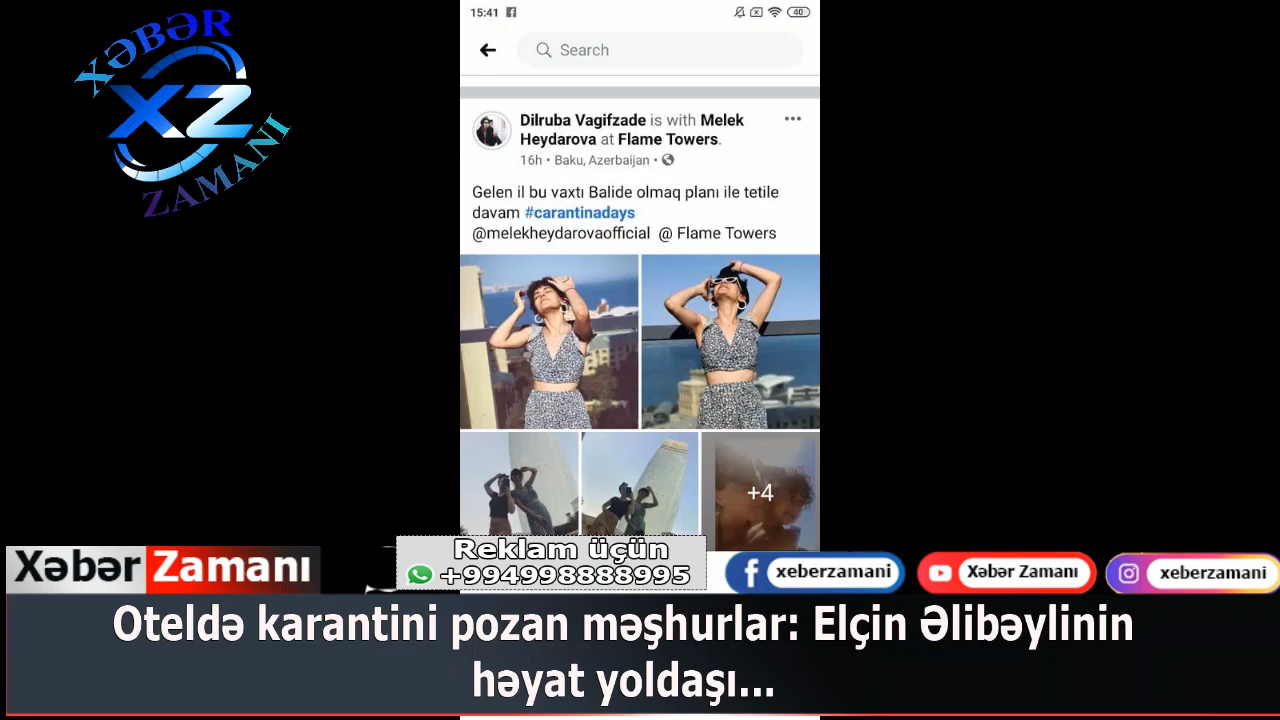 XƏBƏR
XZ
ZAMANI
15:41
40
Search
Dilruba Vagifzade is with Melek
Heydarova at Flame Towers.
16h • Baku, Azerbaijan •
Gelen il bu vaxtı Balide olmaq planı ile tetile
davam #carantinadays
@melekheydarovaofficial @ Flame Towers
+4
Xəbər Zamanı
Reklam üçün
+994998888995
xeberzamani
Xəbər Zamanı
xeberzamani
Oteldə karantini pozan məşhurlar: Elçin Əlibəylinin
həyat yoldaşı...